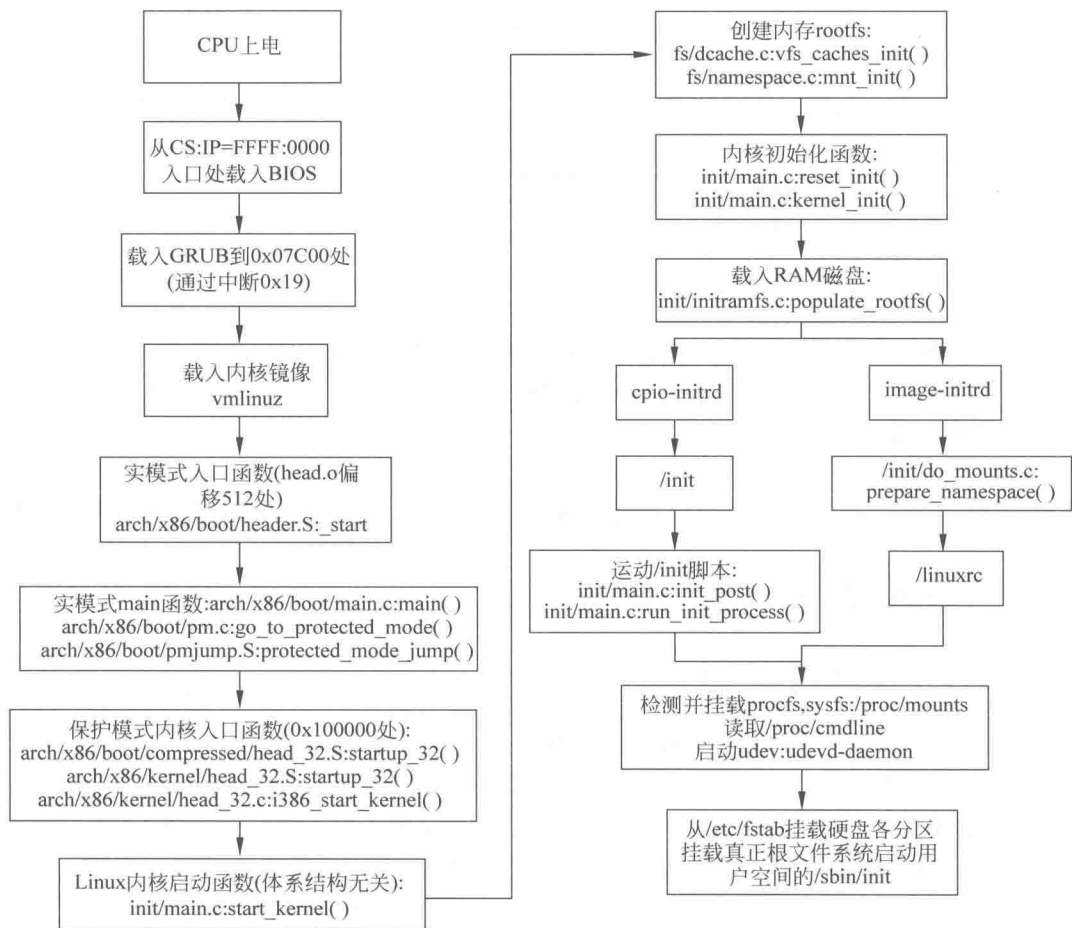 CPU上电
从CS:IP=FFFF:0000
入口处载入BIOS
载入GRUB到0x07C00处
(通过中断0x19)
载入内核镜像
vmlinuz
实模式入口函数(head.o偏
移512处)
arch/x86/boot/header.S:_start
实模式main函数:arch/x86/boot/main.c:main( )
arch/x86/boot/pm.c:go_to_protected_mode( )
arch/x86/boot/pmjump.S:protected_mode_jump( )
保护模式内核入口函数(0x100000处):
arch/x86/boot/compressed/head_32.S:startup_32( )
arch/x86/kernel/head_32.S:startup_32( )
arch/x86/kernel/head_32.c:i386_start_kernel( )
Linux内核启动函数(体系结构无关):
init/main.c:start_kernel( )
创建内存rootfs:
fs/dcache.c:vfs_caches_init( )
fs/namespace.c:mnt_init( )
内核初始化函数:
init/main.c:reset_init( )
init/main.c:kernel_init( )
载入RAM磁盘:
init/initramfs.c:populate_rootfs( )
cpio-initrd
image-initrd
/init
/init/do_mounts.c:
prepare_namespace( )
运动/init脚本:
init/main.c:init_post( )
init/main.c:run_init_process( )
/linuxrc
检测并挂载procfs,sysfs:/proc/mounts
读取/proc/cmdline
启动udev:udevd-daemon
从/etc/fstab挂载硬盘各分区
挂载真正根文件系统启动用
户空间的/sbin/init